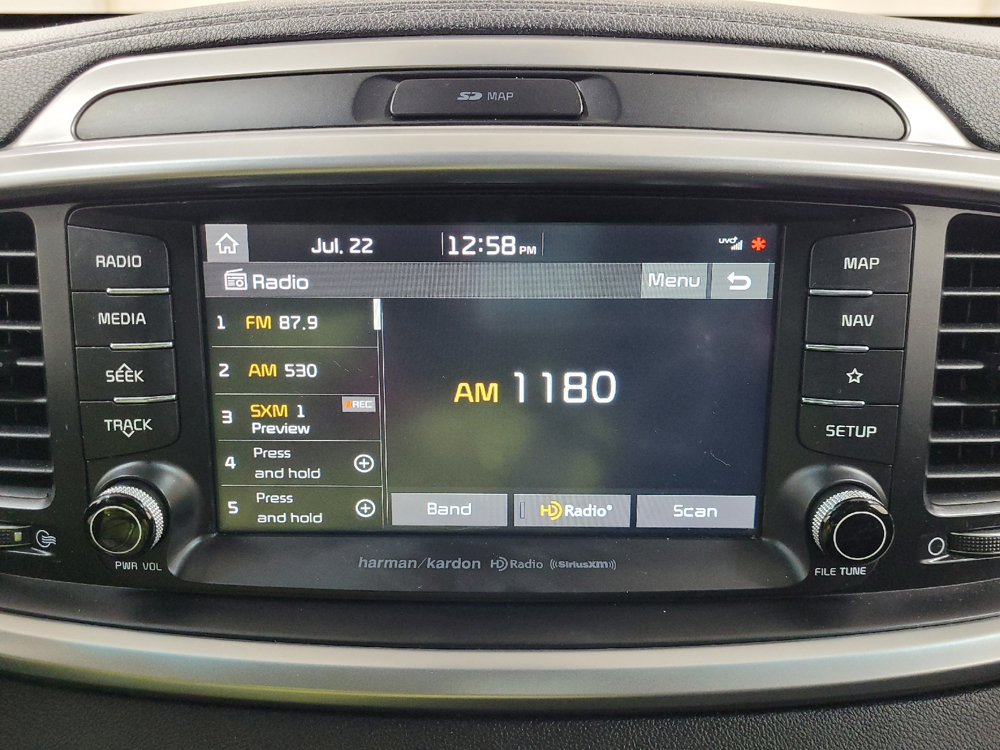 SD MAP
Jul. 22 12:58 PM UVO
Radio Menu
1 FM 87.9
2 AM 530
3 SXM 1 REC
Preview
4 Press
and hold
5 Press
and hold
AM 1180
Band HD Radio® Scan
RADIO
MEDIA
SEEK
TRACK
PWR VOL
MAP
NAV
SETUP
FILE TUNE
harman/kardon HD Radio ((SiriusXM))